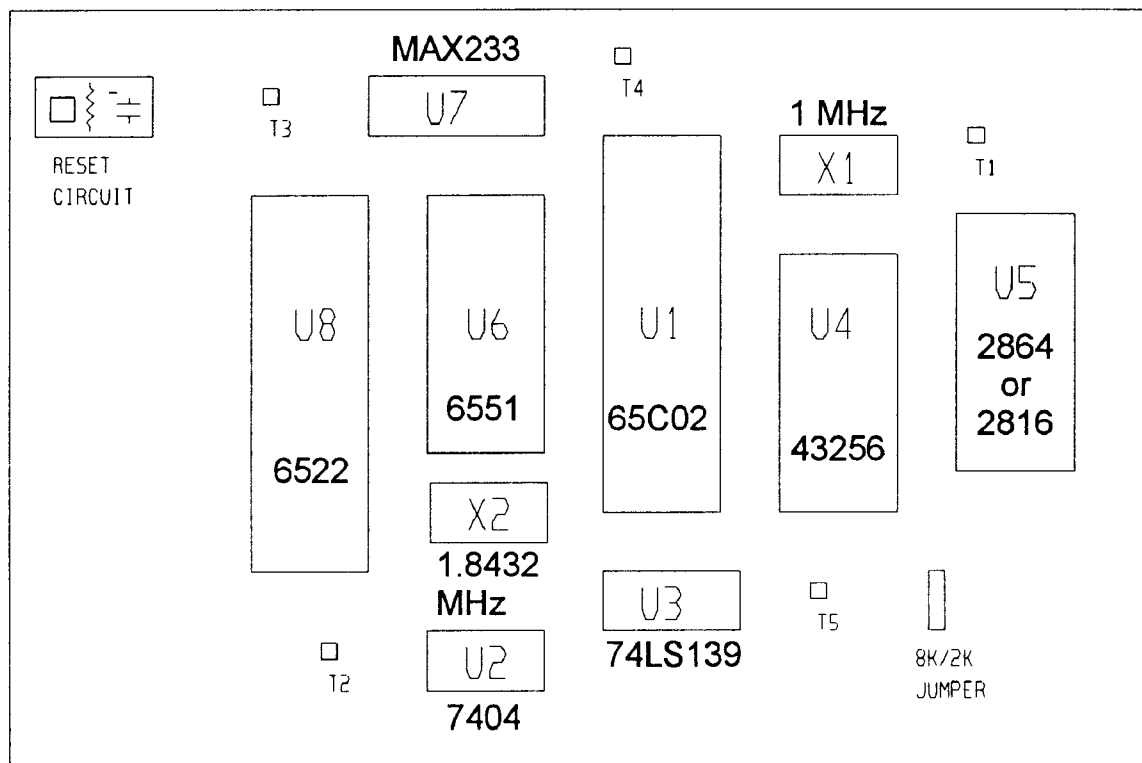 MAX233
U7
T3
T4
1 MHz
X1
T1
RESET
CIRCUIT
U8
6522
U6
6551
U1
65C02
U4
43256
U5
2864
or
2816
X2
1.8432
MHz
U3
74LS139
T5
8K/2K
JUMPER
T2
U2
7404